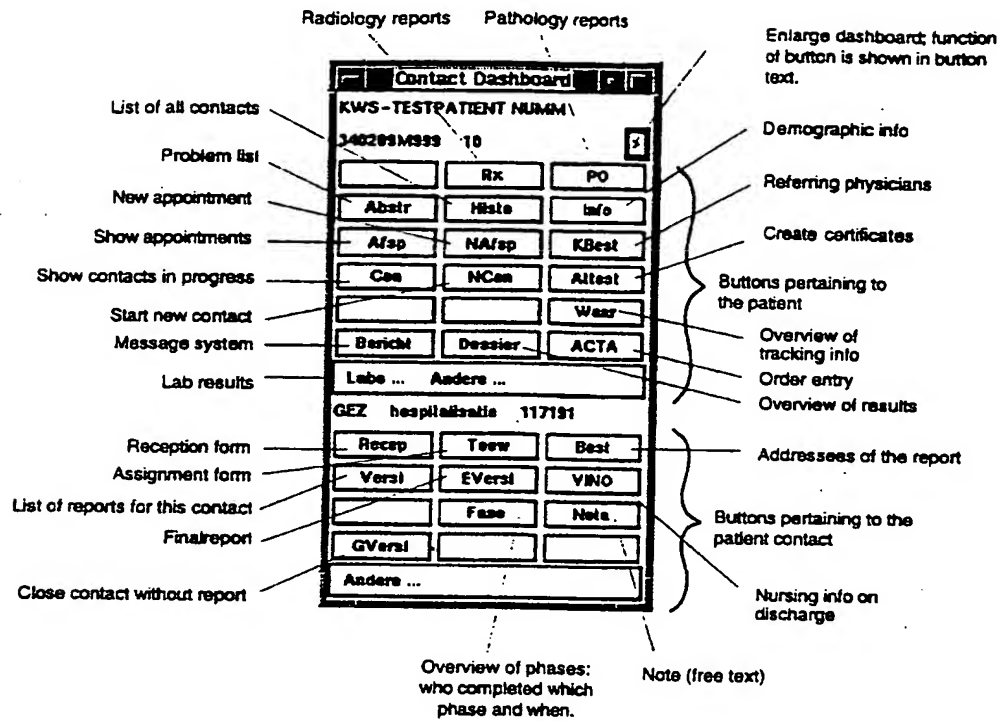 Radiology reports
Pathology reports
Enlarge dashboard; function
of button is shown in button
text.
Contact Dashboard
KWS-TESTPATIENT NUMM\
340289M999 10
List of all contacts
Problem list
New appointment
Show appointments
Show contacts in progress
Start new contact
Message system
Lab results
Rx PO
Abstr Histo Info
Afsp NAfsp KBest
Con NCon Attest
Waar
Bericht Dossier ACTA
Labo ... Andere ...
Demographic info
Referring physicians
Create certificates
Buttons pertaining to
the patient
Overview of
tracking info
Order entry
Overview of results
GEZ hospitalisatie 117191
Reception form
Assignment form
List of reports for this contact
Finalreport
Close contact without report
Recep Toew Best
Versl EVersl VINO
Fase Nota
GVersl
Andere ...
Addressees of the report
Buttons pertaining to the
patient contact
Nursing info on
discharge
Overview of phases:
who completed which
phase and when.
Note (free text)